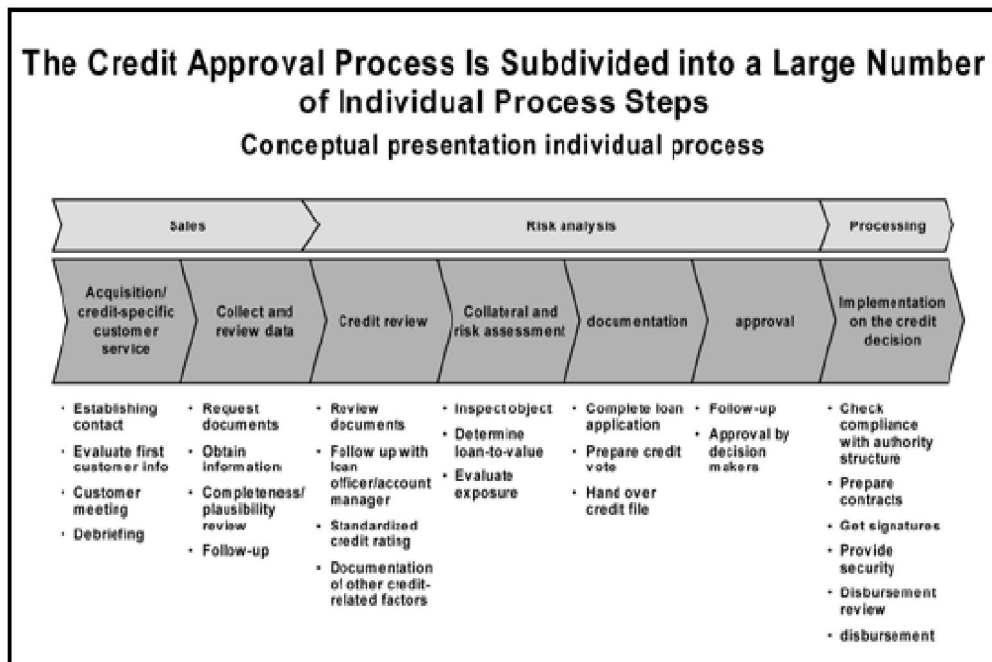 The Credit Approval Process Is Subdivided into a Large Number
of Individual Process Steps
Conceptual presentation individual process
Sales
Risk analysis
Processing
Acquisition/
credit-specific
customer
service
Collect and
review data
Credit review
Collateral and
risk assessment
documentation
approval
Implementation
on the credit
decision
• Establishing
contact
• Evaluate first
customer info
• Customer
meeting
• Debriefing
• Request
documents
• Obtain
information
• Completeness/
plausibility
review
• Follow-up
• Review
documents
• Follow up with
loan
officer/account
manager
• Standardized
credit rating
• Documentation
of other credit-
related factors
• Inspect object
• Determine
loan-to-value
• Evaluate
exposure
• Complete loan
application
• Prepare credit
vote
• Hand over
credit file
• Follow-up
• Approval by
decision
makers
• Check
compliance
with authority
structure
• Prepare
contracts
• Get signatures
• Provide
security
• Disbursement
review
• disbursement